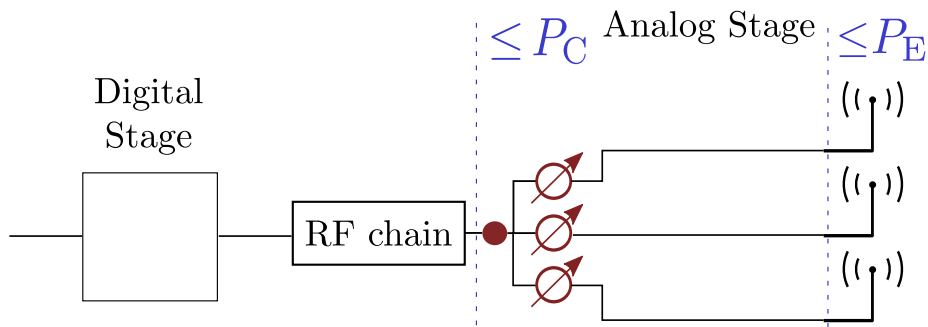 Digital
Stage
RF chain
≤ P_C
Analog Stage
≤ P_E